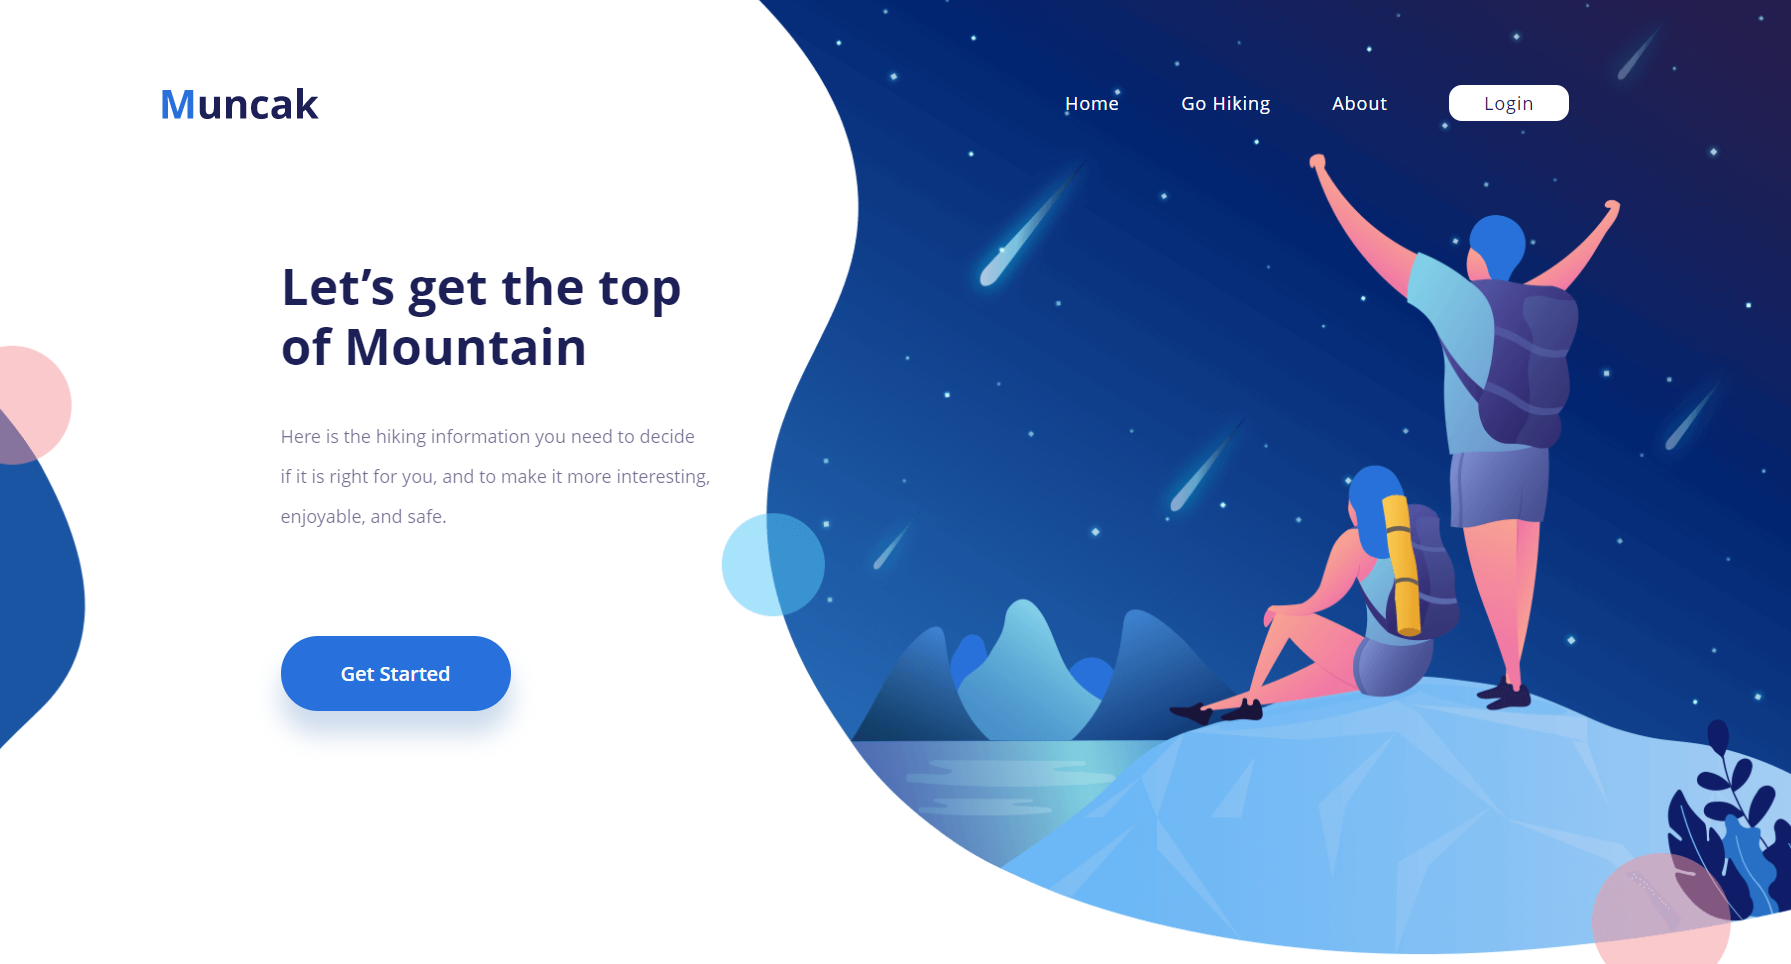 Muncak
Home
Go Hiking
About
Login
Let’s get the top
of Mountain
Here is the hiking information you need to decide
if it is right for you, and to make it more interesting,
enjoyable, and safe.
Get Started